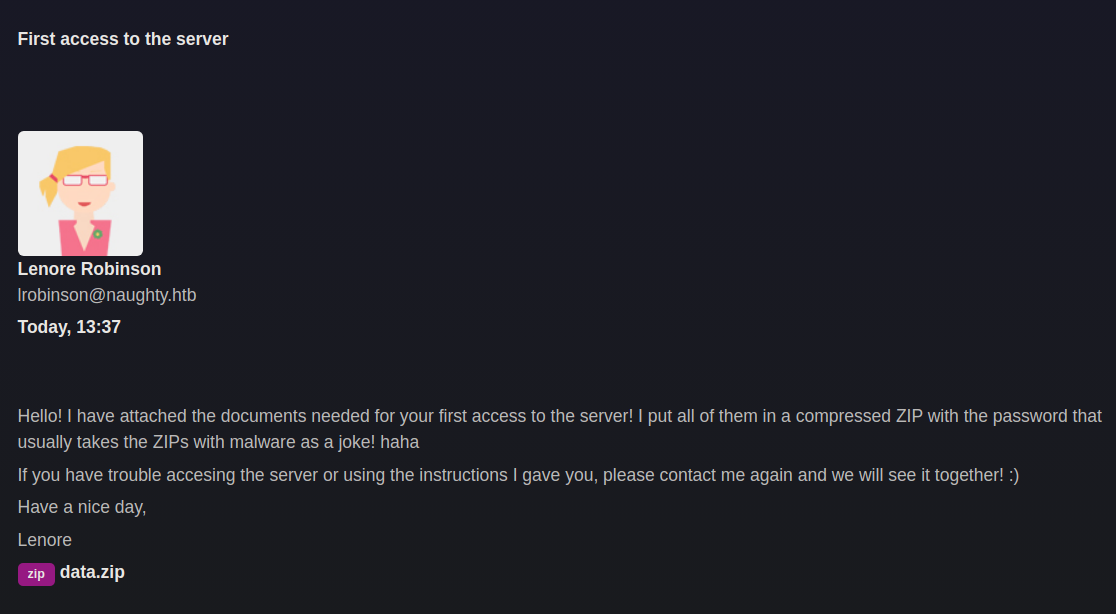 First access to the server
Lenore Robinson
lrobinson@naughty.htb
Today, 13:37
Hello! I have attached the documents needed for your first access to the server! I put all of them in a compressed ZIP with the password that
usually takes the ZIPs with malware as a joke! haha
If you have trouble accesing the server or using the instructions I gave you, please contact me again and we will see it together! :)
Have a nice day,
Lenore
zip data.zip